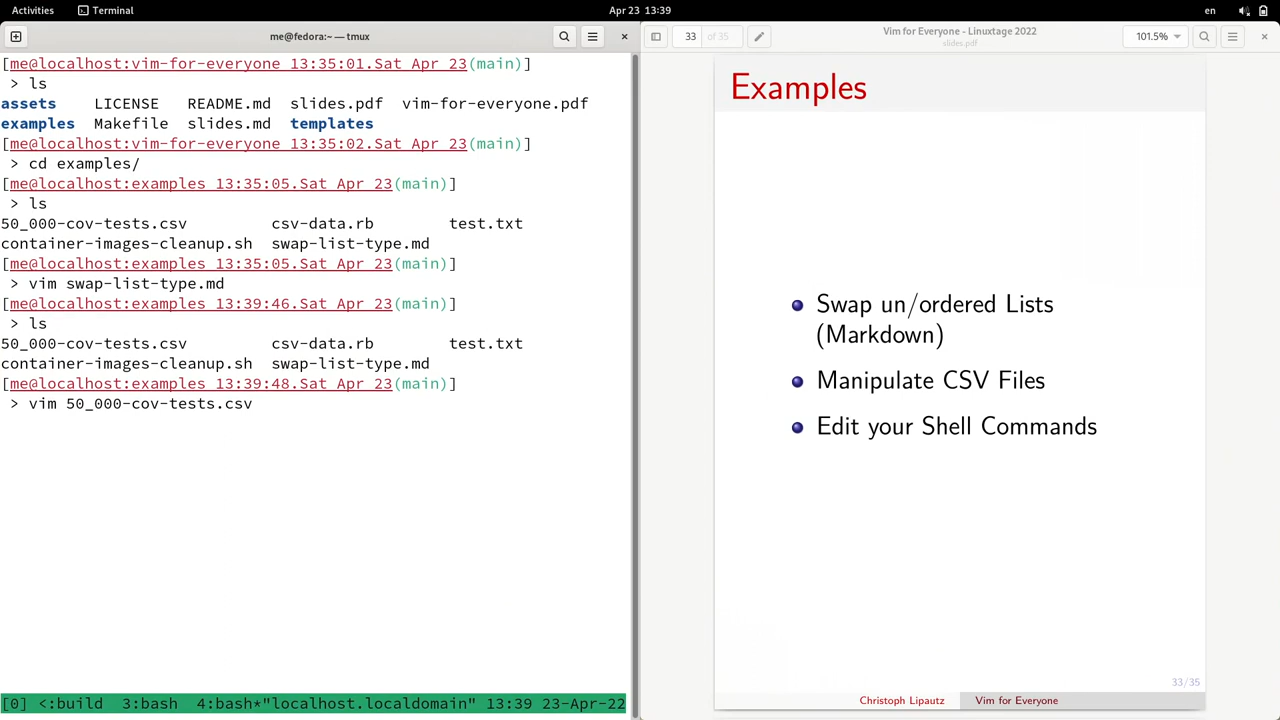 Activities Terminal Apr 23 13:39 en
me@fedora:~ — tmux
[me@localhost:vim-for-everyone 13:35:01.Sat Apr 23(main)]
> ls
assets LICENSE README.md slides.pdf vim-for-everyone.pdf
examples Makefile slides.md templates
[me@localhost:vim-for-everyone 13:35:02.Sat Apr 23(main)]
> cd examples/
[me@localhost:examples 13:35:05.Sat Apr 23(main)]
> ls
50_000-cov-tests.csv csv-data.rb test.txt
container-images-cleanup.sh swap-list-type.md
[me@localhost:examples 13:35:05.Sat Apr 23(main)]
> vim swap-list-type.md
[me@localhost:examples 13:39:46.Sat Apr 23(main)]
> ls
50_000-cov-tests.csv csv-data.rb test.txt
container-images-cleanup.sh swap-list-type.md
[me@localhost:examples 13:39:48.Sat Apr 23(main)]
> vim 50_000-cov-tests.csv
[0] <:build 3:bash 4:bash*"localhost.localdomain" 13:39 23-Apr-22
33 of 35
Vim for Everyone - Linuxtage 2022
slides.pdf
101.5%
Examples
Swap un/ordered Lists
(Markdown)
Manipulate CSV Files
Edit your Shell Commands
33/35
Christoph Lipautz Vim for Everyone